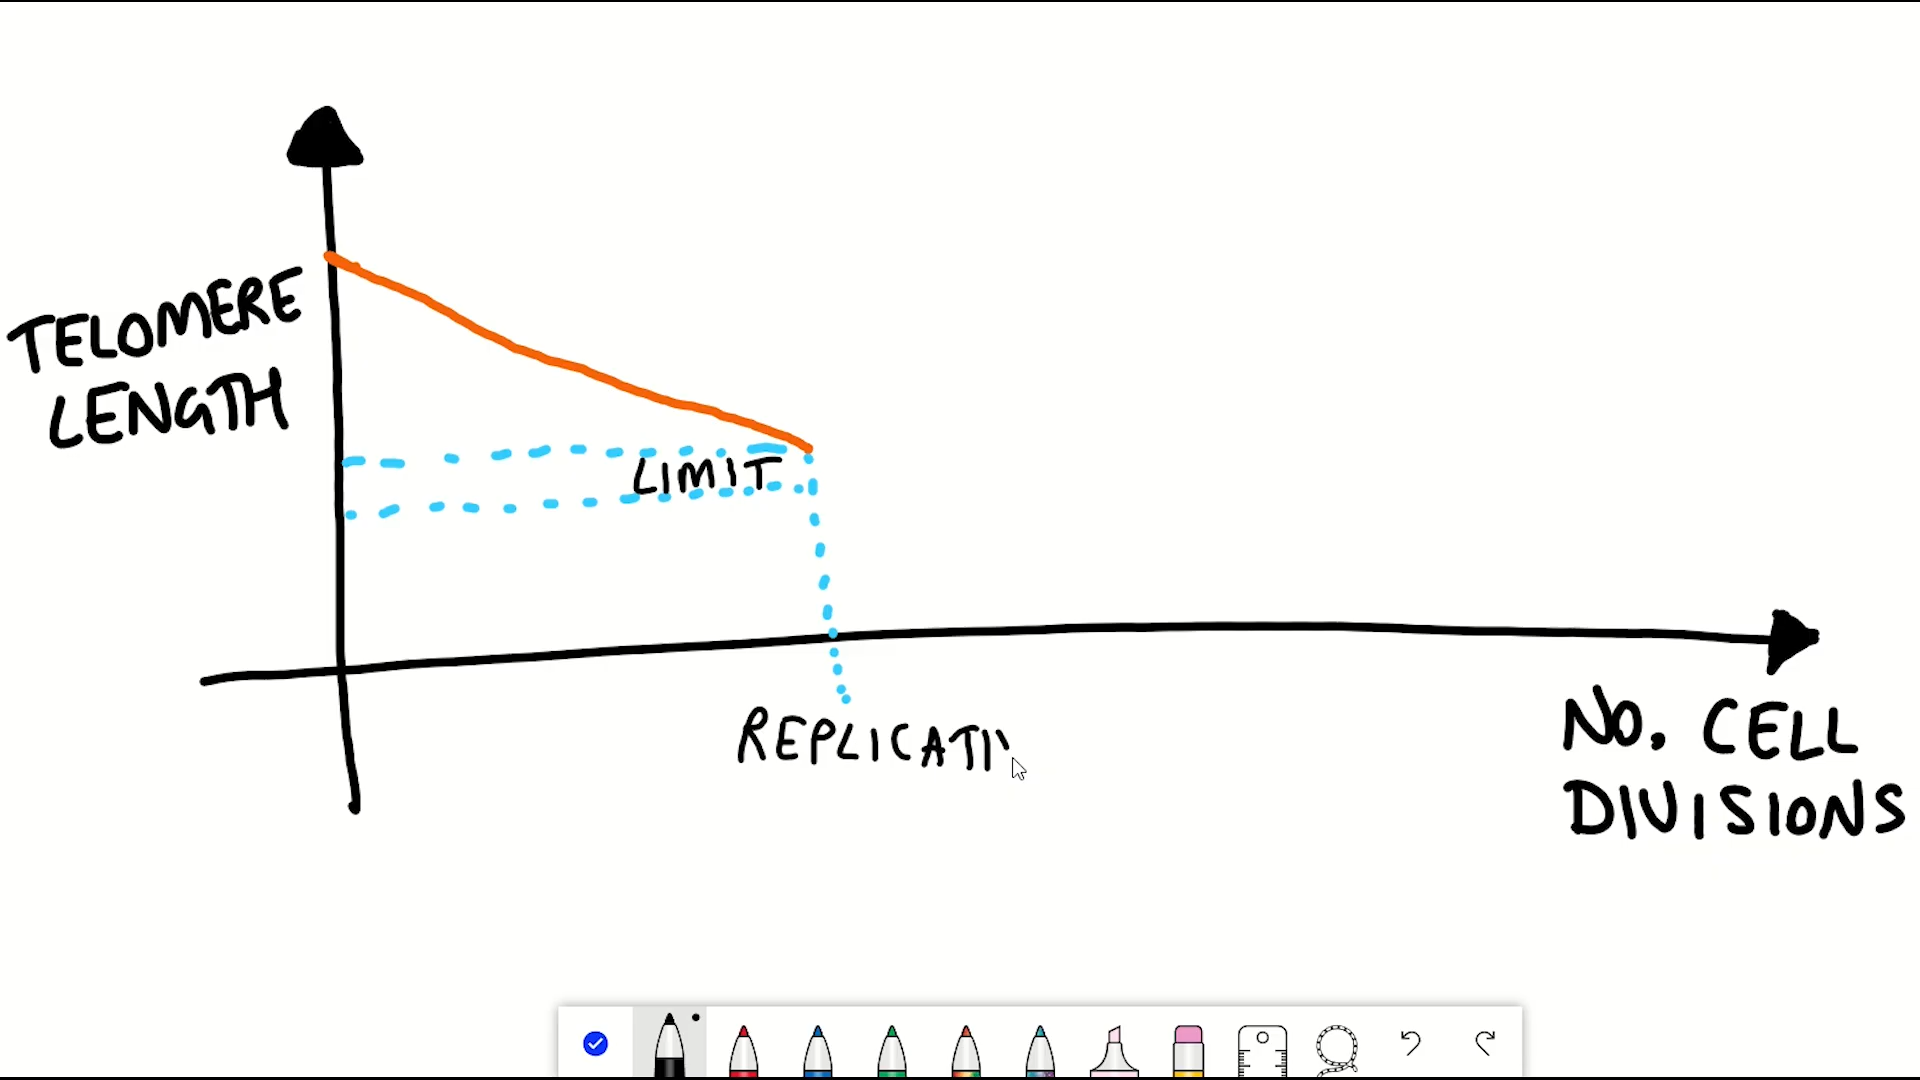 TELOMERE
LENGTH
LIMIT
REPLICATI
NO. CELL
DIVISIONS